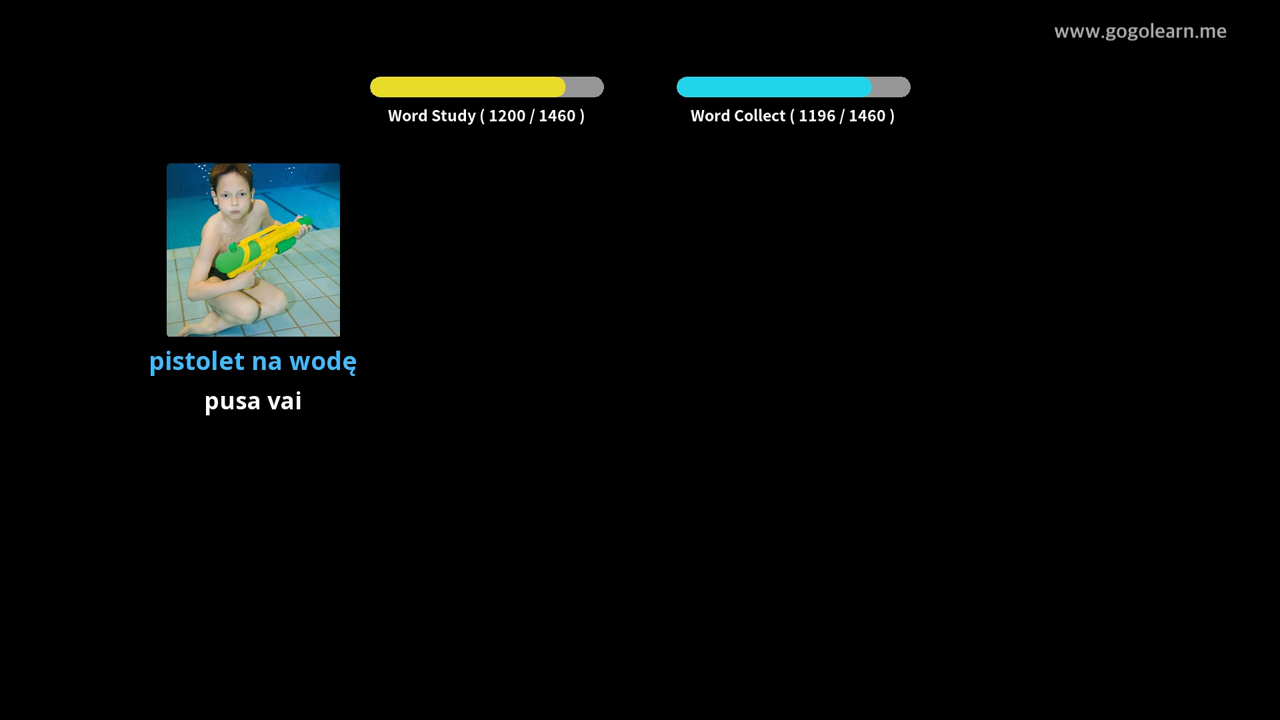 www.gogolearn.me
Word Study ( 1200 / 1460 )
Word Collect ( 1196 / 1460 )
pistolet na wodę
pusa vai